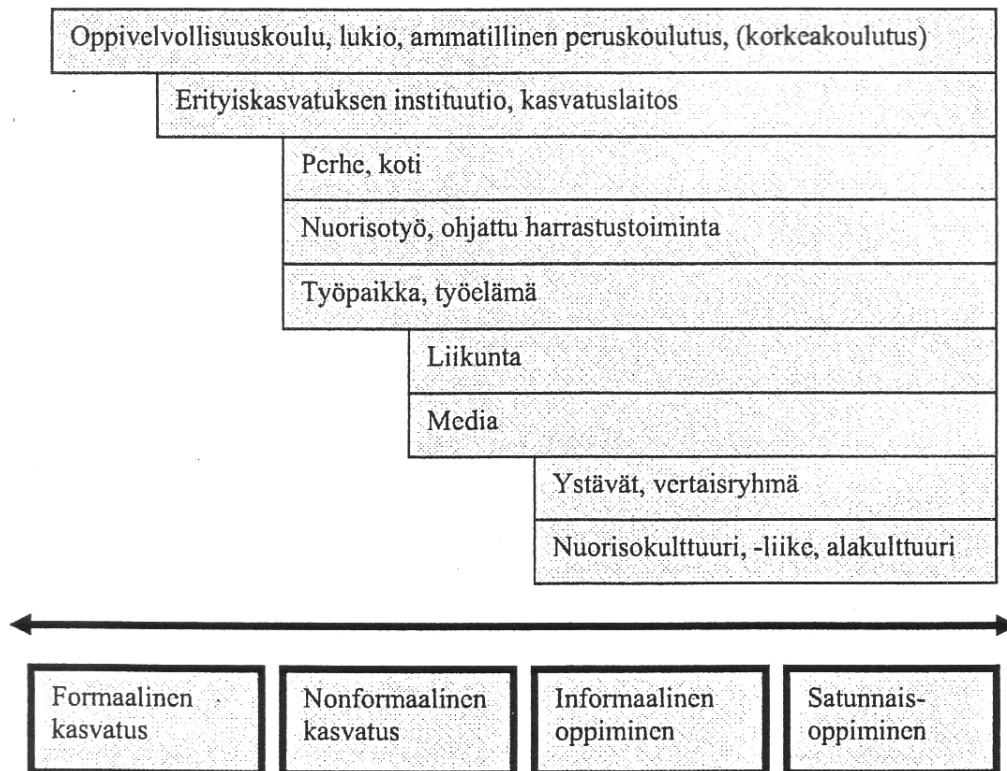 Oppivelvollisuuskoulu, lukio, ammatillinen peruskoulutus, (korkeakoulutus)
Erityiskasvatuksen instituutio, kasvatuslaitos
Perhe, koti
Nuorisotyö, ohjattu harrastustoiminta
Työpaikka, työelämä
Liikunta
Media
Ystävät, vertaisryhmä
Nuorisokulttuuri, -liike, alakulttuuri
Formaalinen
kasvatus
Nonformaalinen
kasvatus
Informaalinen
oppiminen
Satunnais-
oppiminen